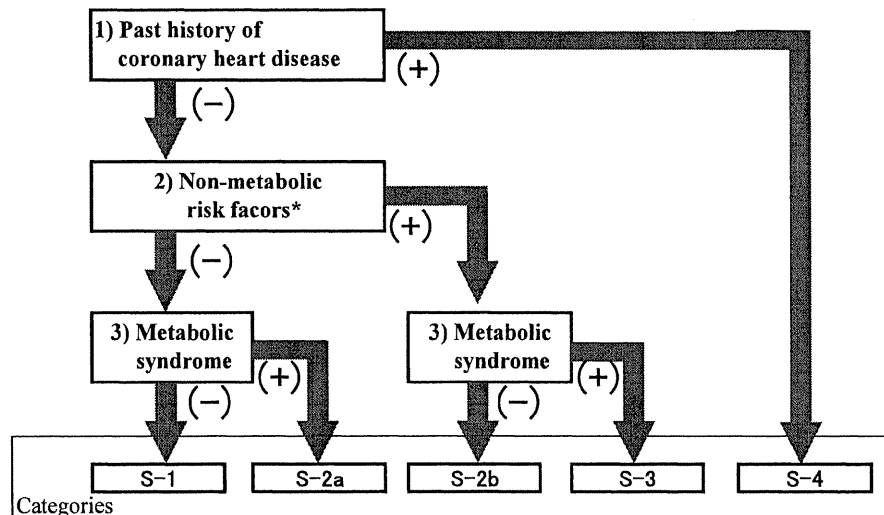 1) Past history of
coronary heart disease
(+)
(−)
2) Non-metabolic
risk facors*
(+)
(−)
3) Metabolic
syndrome
(+)
(−)
3) Metabolic
syndrome
(+)
(−)
S-1
S-2a
S-2b
S-3
S-4
Categories